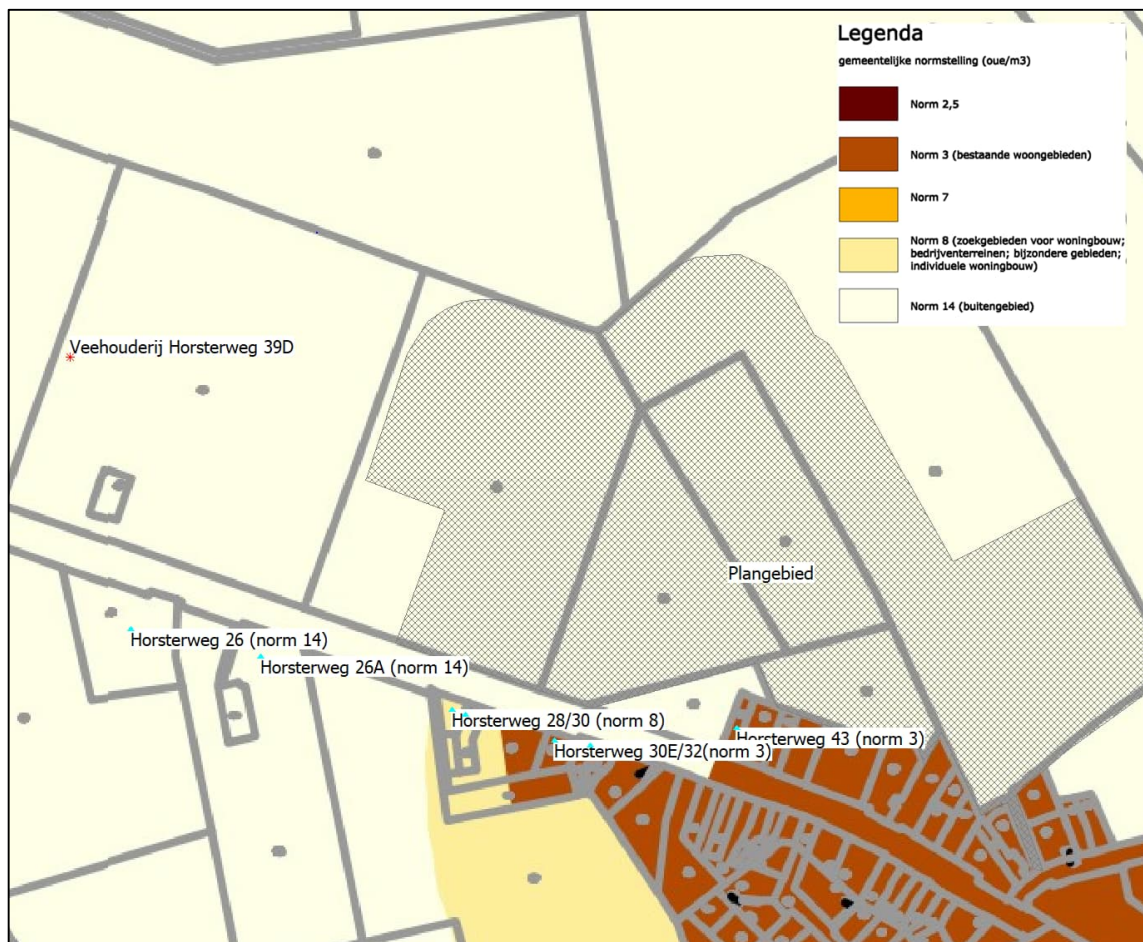 Legenda
gemeentelijke normstelling (oue/m3)
Norm 2,5
Norm 3 (bestaande woongebieden)
Norm 7
Norm 8 (zoekgebieden voor woningbouw;
bedrijventerreinen; bijzondere gebieden;
individuele woningbouw)
Norm 14 (buitengebied)
Veehouderij Horsterweg 39D
Plangebied
Horsterweg 26 (norm 14)
Horsterweg 26A (norm 14)
Horsterweg 28/30 (norm 8)
Horsterweg 43 (norm 3)
Horsterweg 30E/32(norm 3)